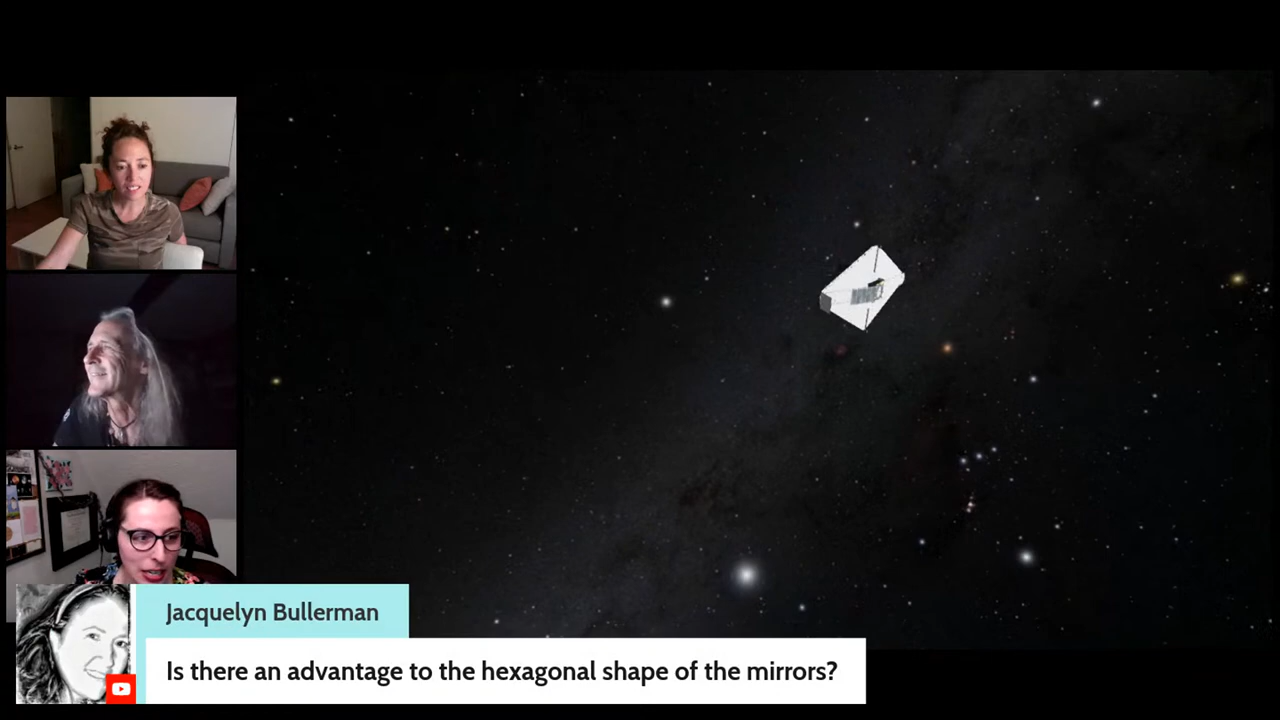 Jacquelyn Bullerman
Is there an advantage to the hexagonal shape of the mirrors?